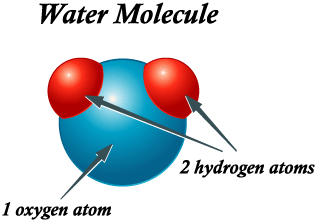 Water Molecule
2 hydrogen atoms
1 oxygen atom